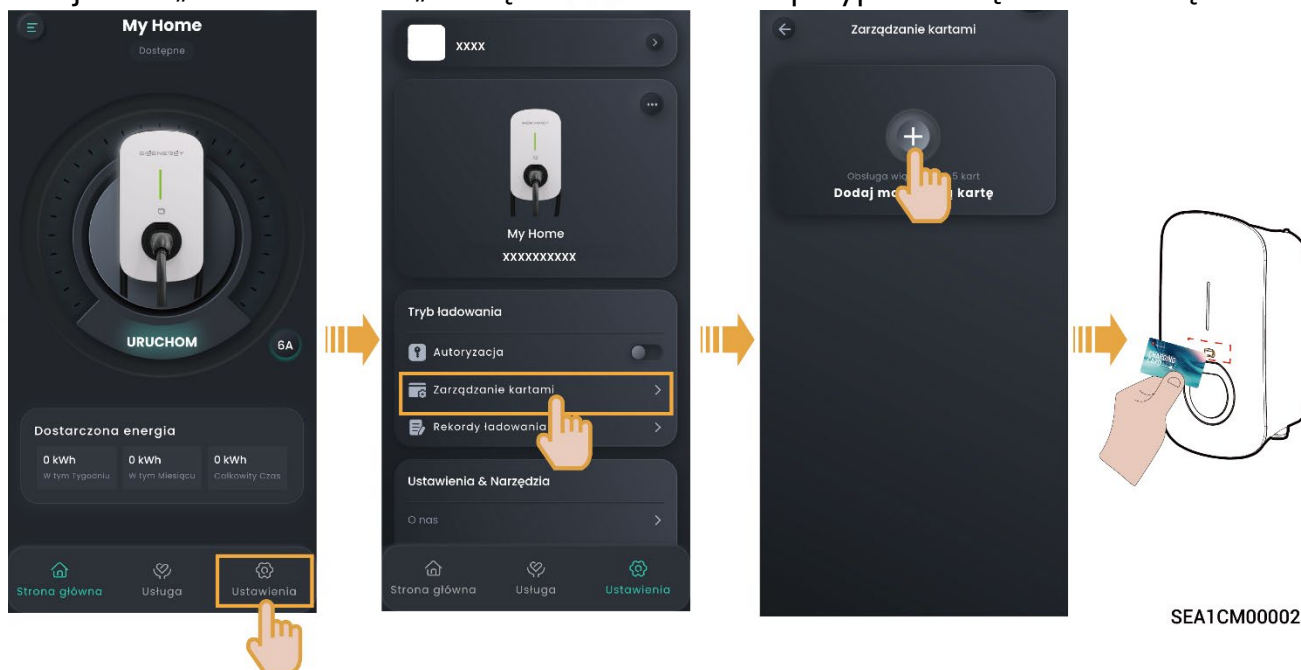 My Home
Dostępne
URUCHOM
6A
Dostarczona energia
0 kWh
W tym Tygodniu
0 kWh
W tym Miesiącu
0 kWh
Całkowity Czas
Strona główna
Usługa
Ustawienia
xxxx
My Home
xxxxxxxxxx
Tryb ładowania
Autoryzacja
Zarządzanie kartami
Rekordy ładowania
Ustawienia & Narzędzia
O nas
Strona główna
Usługa
Ustawienia
Zarządzanie kartami
Obsługa 5 kart
Dodaj kartę
CHARGING CARD
SEA1CM00002